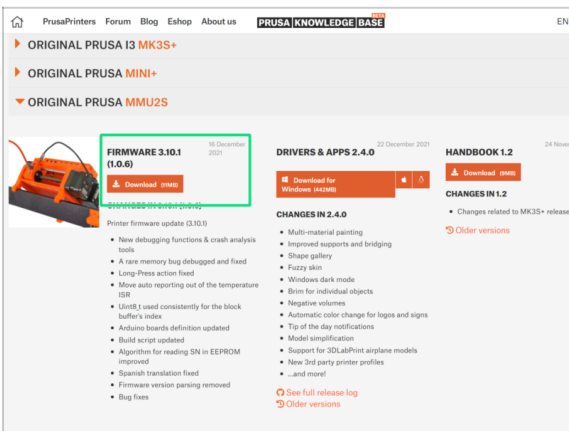 PrusaPrinters Forum Blog Eshop About us
PRUSA KNOWLEDGE BASE
BETA
EN
ORIGINAL PRUSA I3 MK3S+
ORIGINAL PRUSA MINI+
ORIGINAL PRUSA MMU2S
FIRMWARE 3.10.1
(1.0.6)
16 December
2021
Download (11MB)
Printer firmware update (3.10.1)
New debugging functions & crash analysis
tools
A rare memory bug debugged and fixed
Long-Press action fixed
Move auto reporting out of the temperature
ISR
Uint8_t used consistently for the block
buffer's index
Arduino boards definition updated
Build script updated
Algorithm for reading SN in EEPROM
improved
Spanish translation fixed
Firmware version parsing removed
Bug fixes
22 December 2021
DRIVERS & APPS 2.4.0
Download for
Windows (442MB)
CHANGES IN 2.4.0
Multi-material painting
Improved supports and bridging
Shape gallery
Fuzzy skin
Windows dark mode
Brim for individual objects
Negative volumes
Automatic color change for logos and signs
Tip of the day notifications
Model simplification
Support for 3DLabPrint airplane models
New 3rd party printer profiles
...and more!
See full release log
Older versions
24 Nove
HANDBOOK 1.2
Download (9MB)
CHANGES IN 1.2
Changes related to MK3S+ release
Older versions